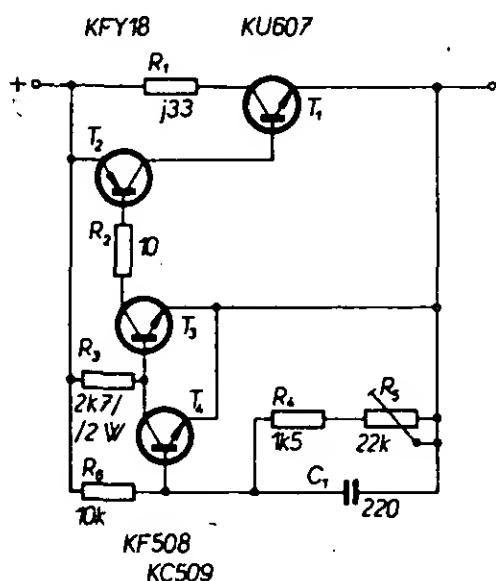 KFY18 KU607
+
R₁
j33
T₁
T₂
R₂
10
T₃
R₃
2k7/
/2 W
T₄
R₄
1k5
R₅
22k
R₆
10k
C₁
220
KF508
KC509